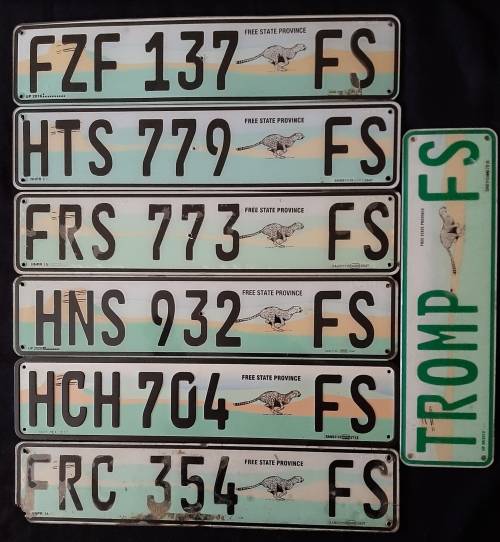 FREE STATE PROVINCE
FZF 137 FS
FREE STATE PROVINCE
HTS 779 FS
FREE STATE PROVINCE
FRS 773 FS
FREE STATE PROVINCE
HNS 932 FS
FREE STATE PROVINCE
HCH 704 FS
FREE STATE PROVINCE
FRC 354 FS
FREE STATE PROVINCE
TROMP FS